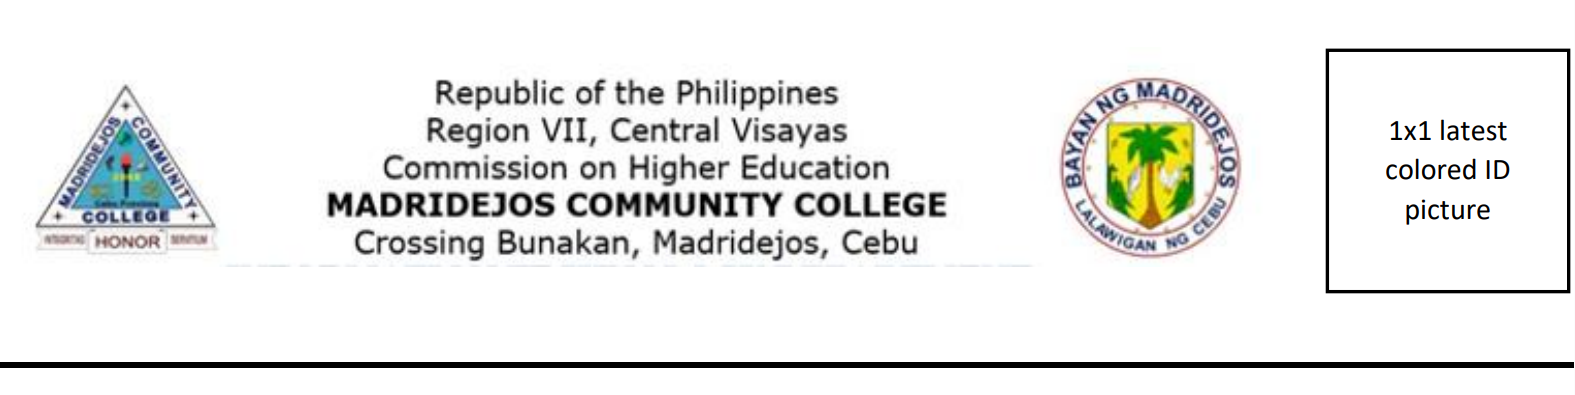 MADRIDEJOS COMMUNITY
COLLEGE
HONOR
Republic of the Philippines
Region VII, Central Visayas
Commission on Higher Education
MADRIDEJOS COMMUNITY COLLEGE
Crossing Bunakan, Madridejos, Cebu
BAYAN NG MADRIDEJOS
LALAWIGAN NG CEBU
1x1 latest
colored ID
picture